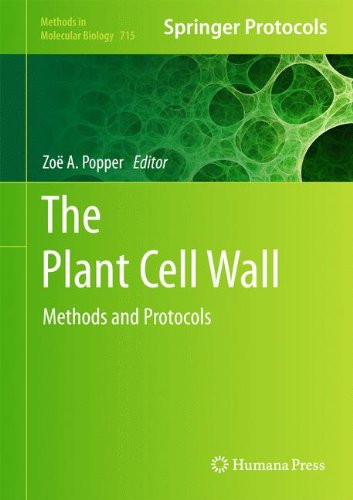 Methods in
Molecular Biology 715
Springer Protocols
Zoë A. Popper Editor
The
Plant Cell Wall
Methods and Protocols
Humana Press